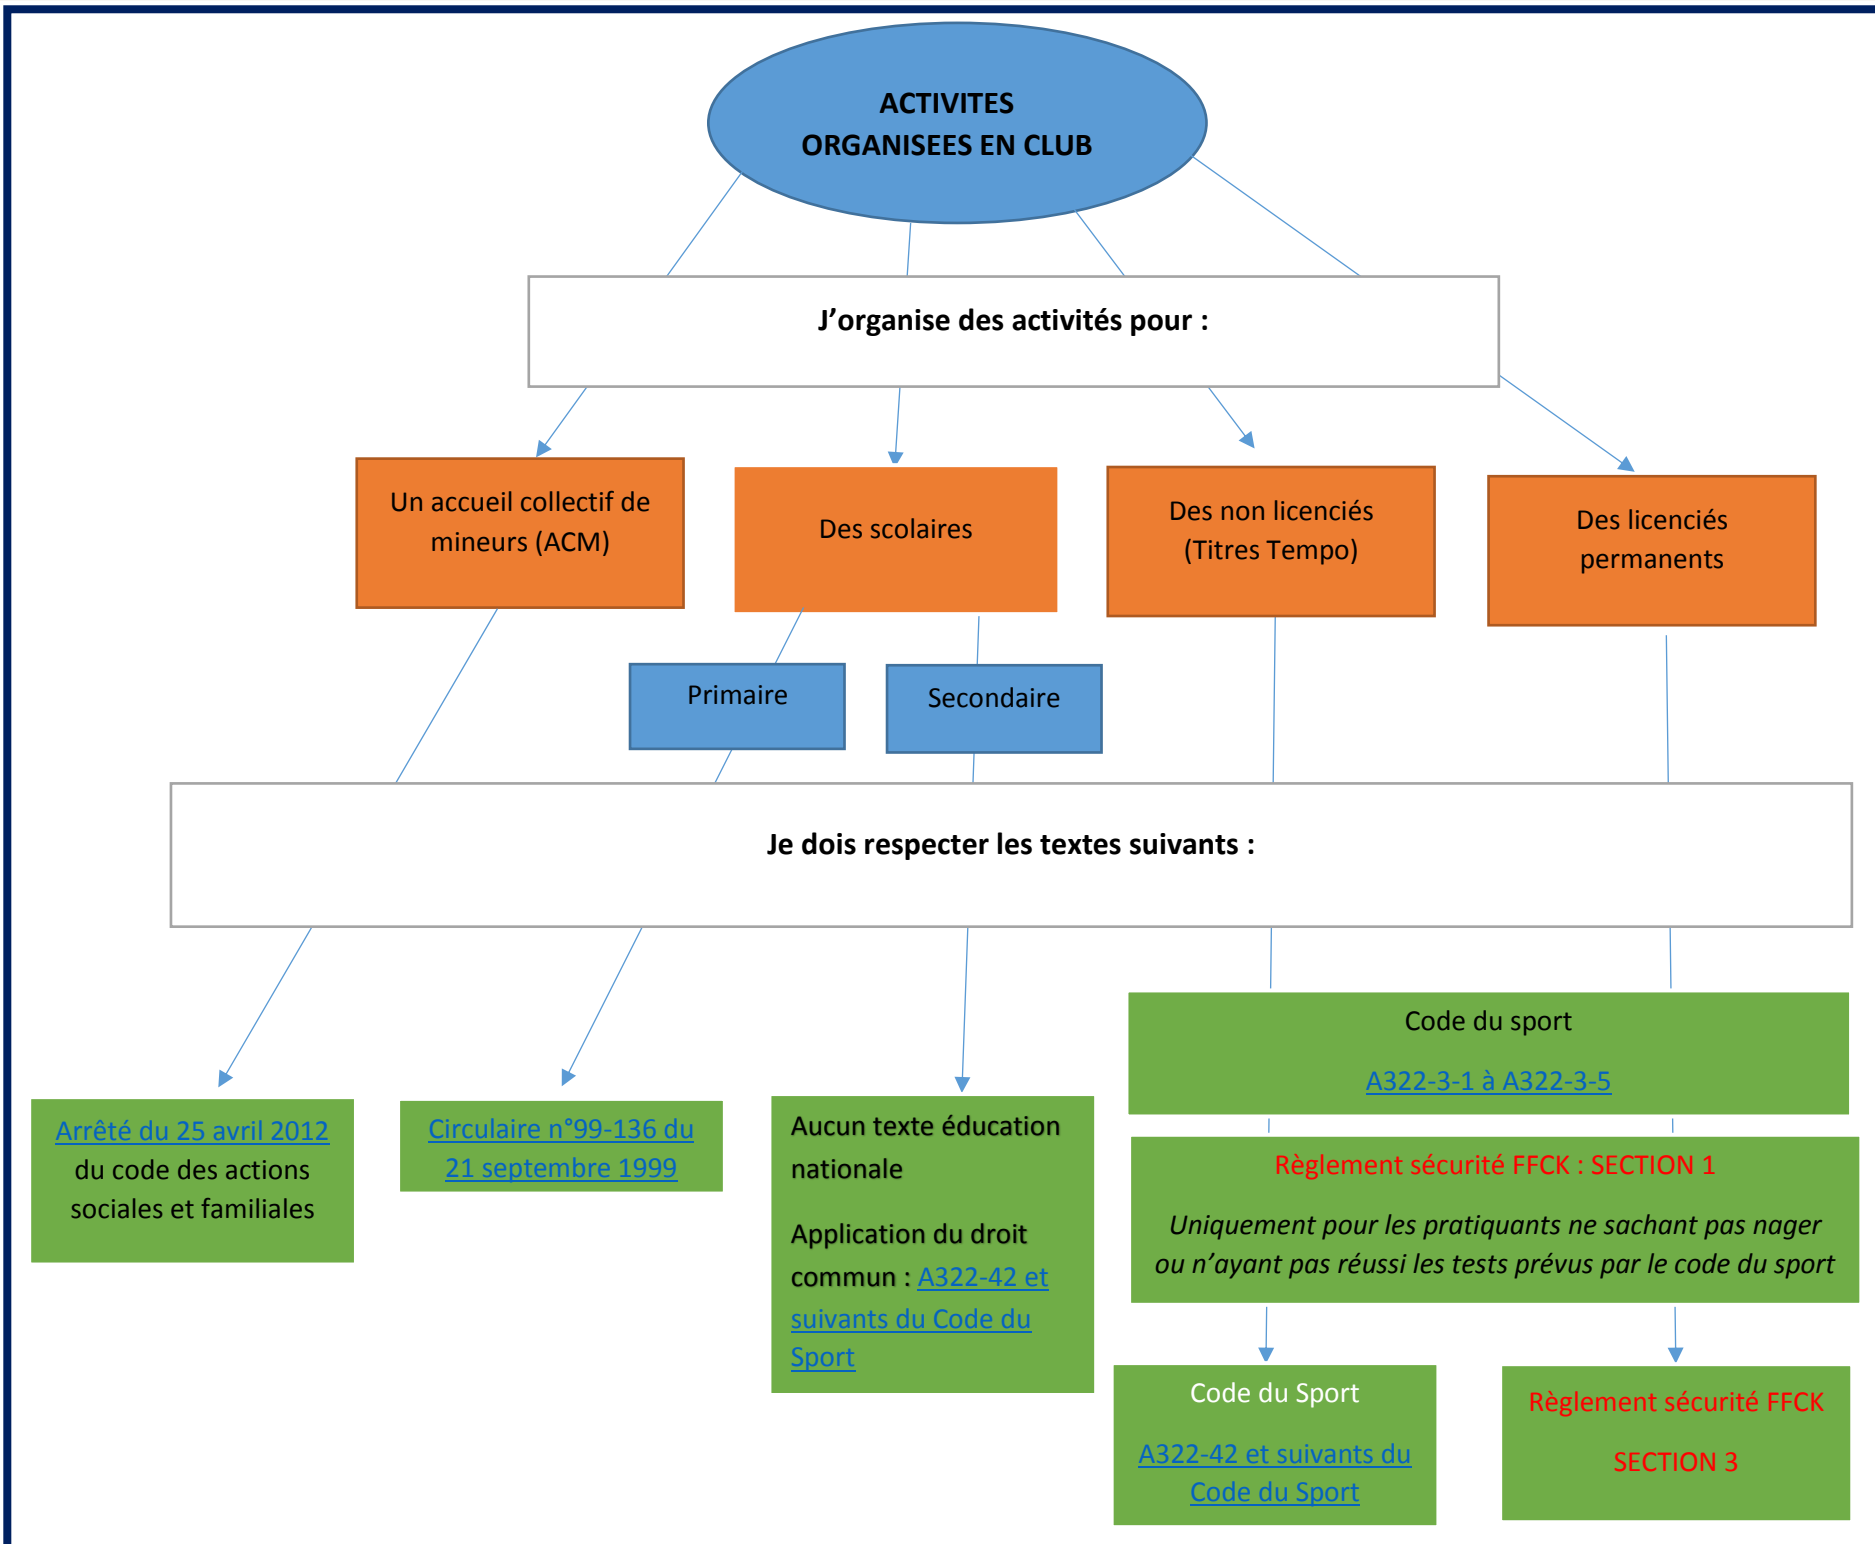 ACTIVITES
ORGANISEES EN CLUB
J’organise des activités pour :
Un accueil collectif de
mineurs (ACM)
Des scolaires
Des non licenciés
(Titres Tempo)
Des licenciés
permanents
Primaire
Secondaire
Je dois respecter les textes suivants :
Arrêté du 25 avril 2012
du code des actions
sociales et familiales
Circulaire n°99-136 du
21 septembre 1999
Aucun texte éducation
nationale
Application du droit
commun : A322-42 et
suivants du Code du
Sport
Code du sport
A322-3-1 à A322-3-5
Règlement sécurité FFCK : SECTION 1
Uniquement pour les pratiquants ne sachant pas nager
ou n’ayant pas réussi les tests prévus par le code du sport
Code du Sport
A322-42 et suivants du
Code du Sport
Règlement sécurité FFCK
SECTION 3